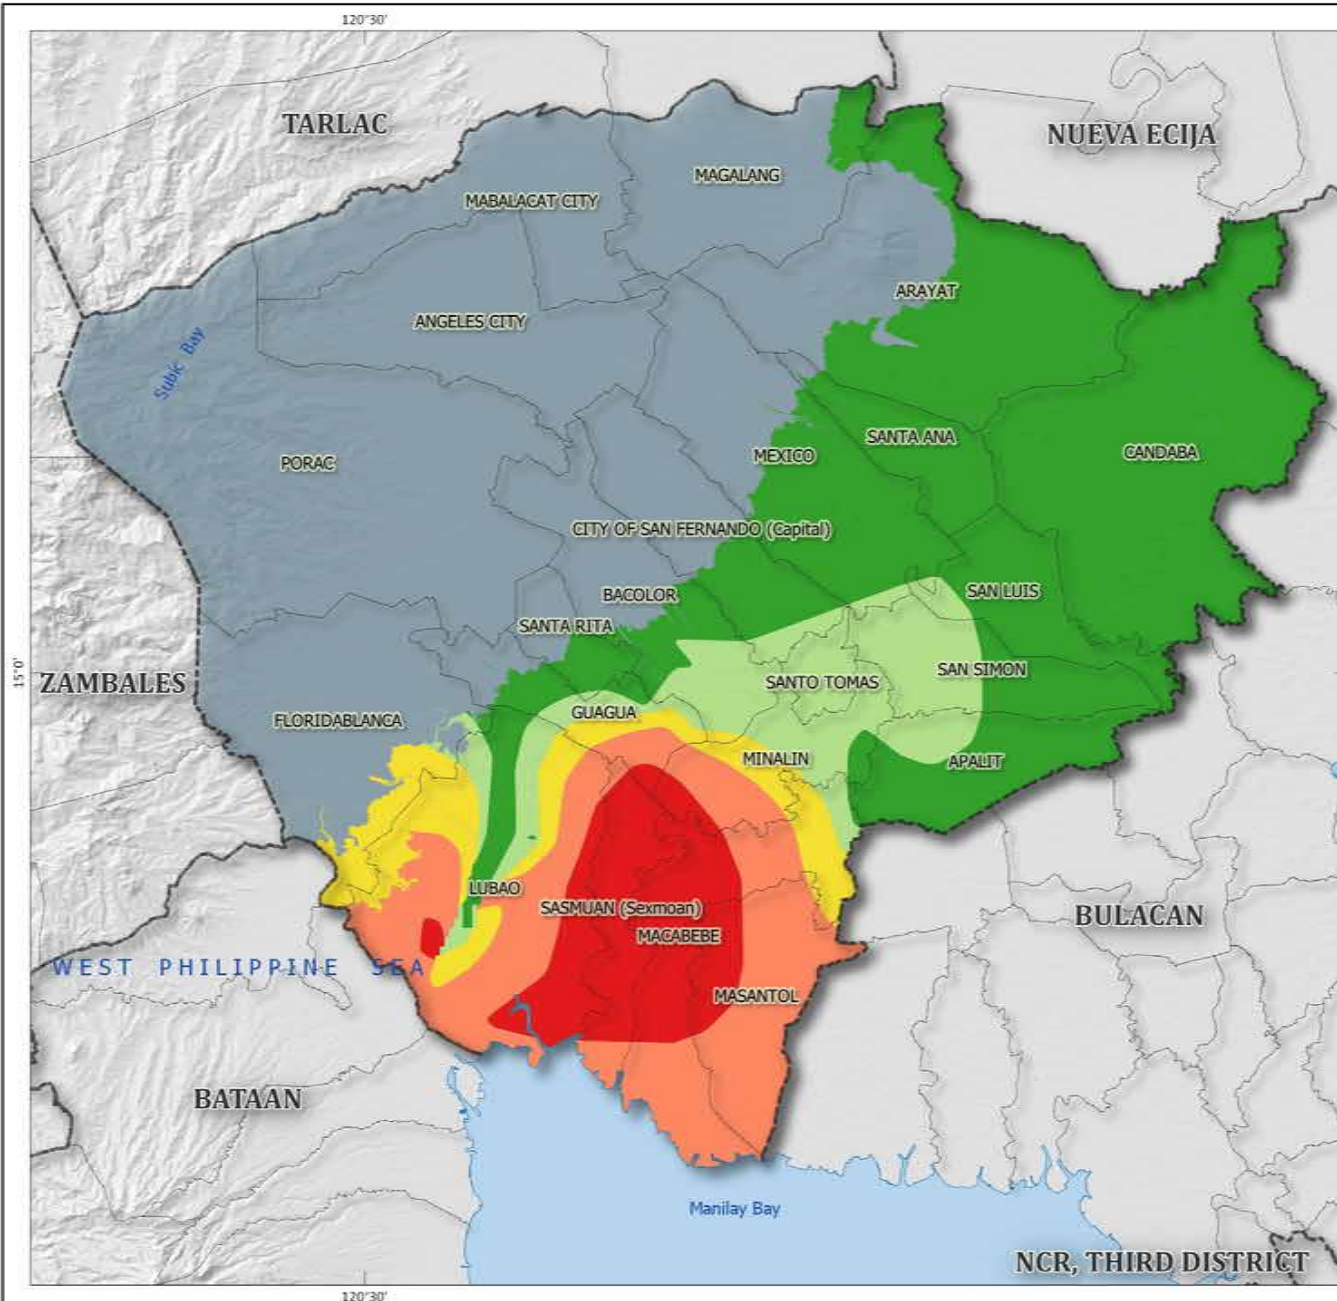 120°30'
TARLAC
NUEVA ECIJA
MAGALANG
MABALACAT CITY
ARAYAT
ANGELES CITY
Subic Bay
SANTA ANA
CANDABA
MEXICO
PORAC
CITY OF SAN FERNANDO (Capital)
SAN LUIS
BACOLOR
SANTA RITA
15°0'
ZAMBALES
SANTO TOMAS
SAN SIMON
GUAGUA
FLORIDABLANCA
MINALIN
APALIT
LUBAO
SASMUAN (Sexmoan)
BULACAN
MACABEBE
WEST PHILIPPINE SEA
MASANTOL
BATAAN
Manilay Bay
NCR, THIRD DISTRICT
120°30'